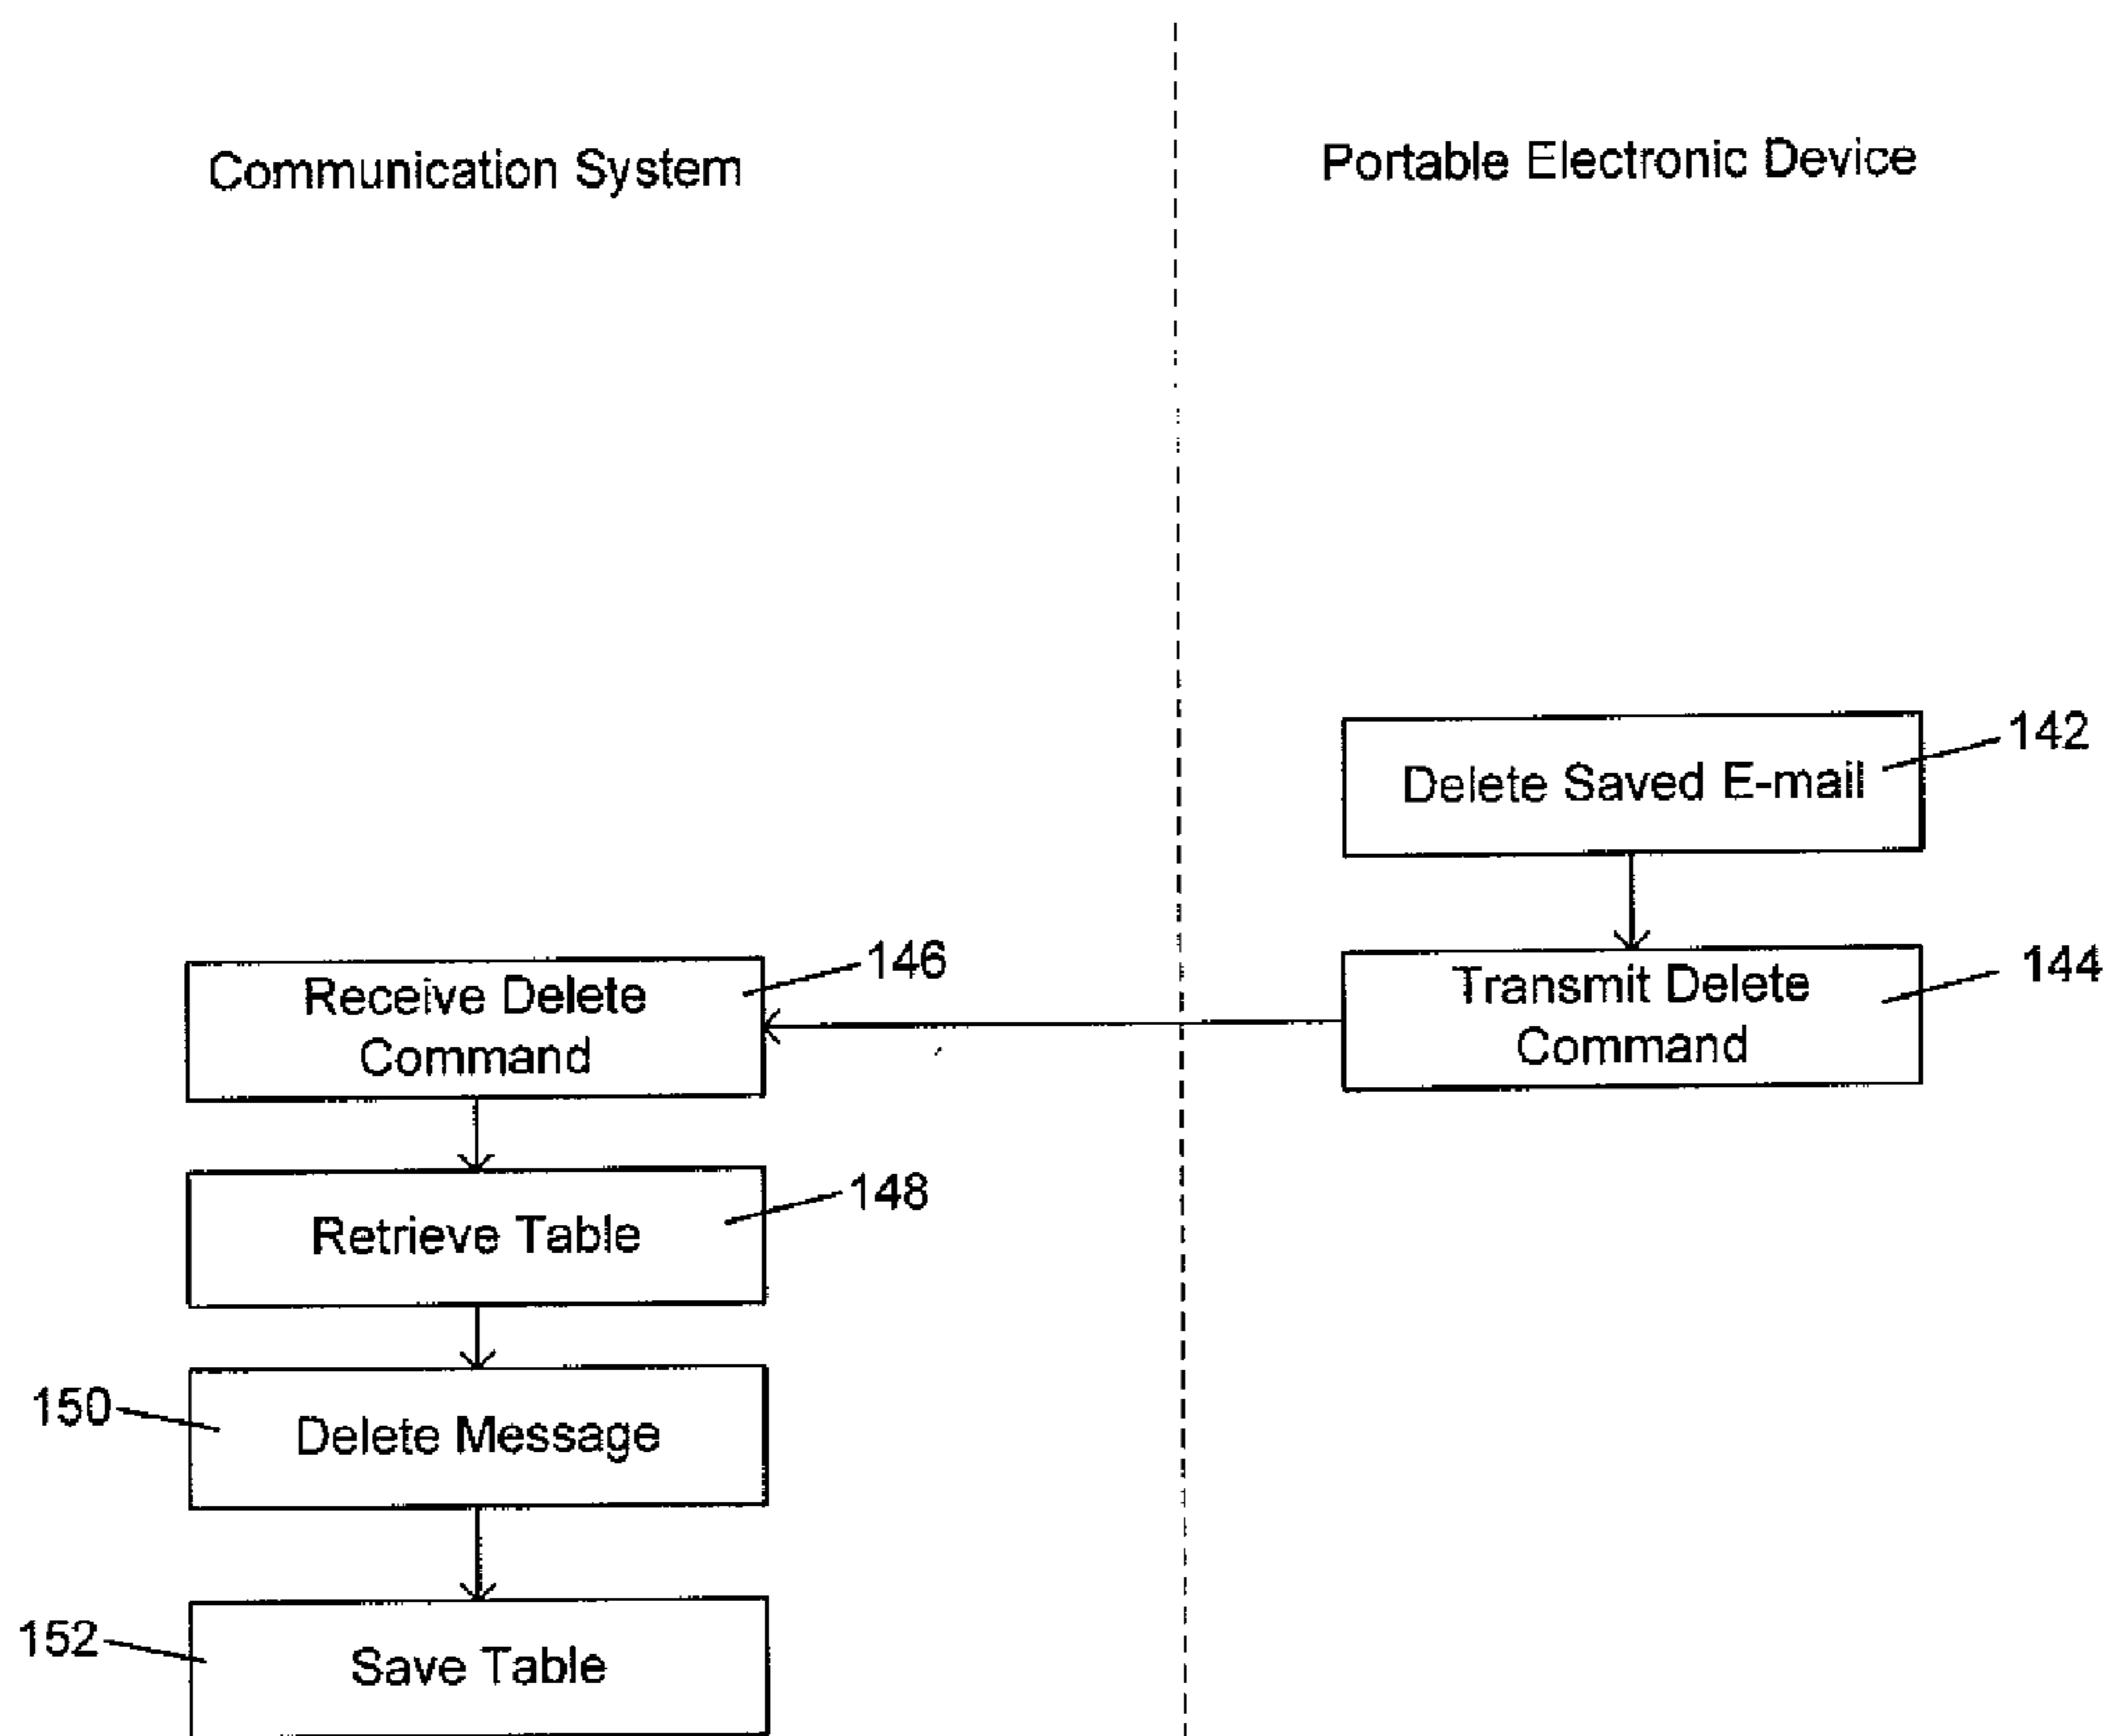 Communication System
Portable Electronic Device
Delete Saved E-mail
142
Transmit Delete
Command
144
Receive Delete
Command
146
Retrieve Table
148
150
Delete Message
152
Save Table